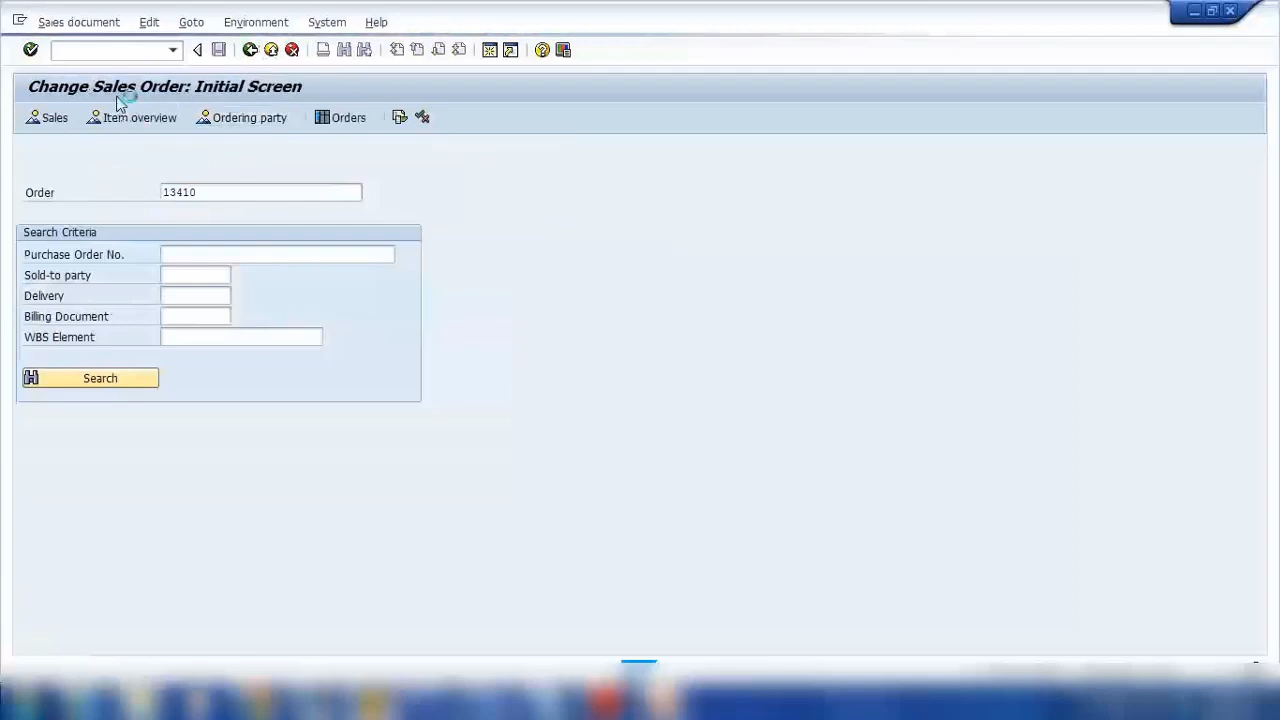 Sales document Edit Goto Environment System Help
Change Sales Order: Initial Screen
Sales Item overview Ordering party Orders
Order 13410
Search Criteria
Purchase Order No.
Sold-to party
Delivery
Billing Document
WBS Element
Search